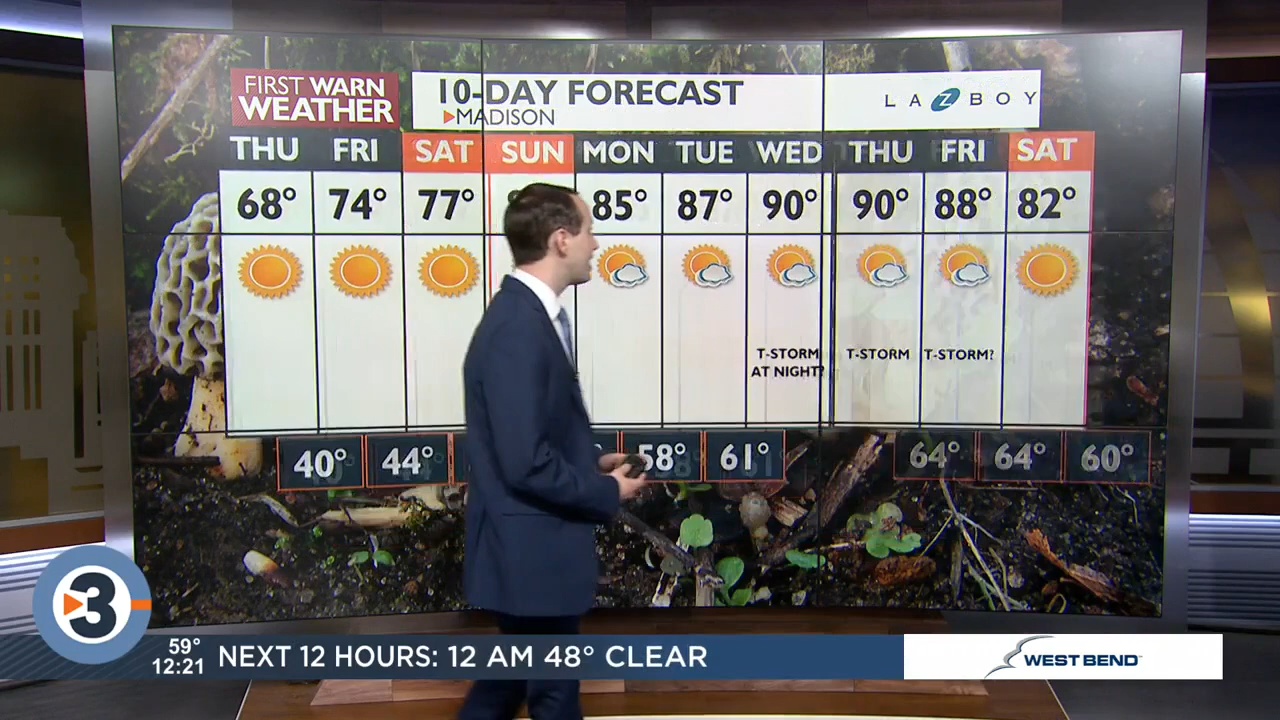 FIRST WARN
WEATHER
10-DAY FORECAST
MADISON
LA Z BOY
THU FRI SAT SUN MON TUE WED THU FRI SAT
68° 74° 77° 85° 87° 90° 90° 88° 82°
T-STORM AT NIGHT? T-STORM T-STORM?
40° 44° 58° 61° 64° 64° 60°
3
59°
12:21
NEXT 12 HOURS: 12 AM 48° CLEAR
WEST BEND